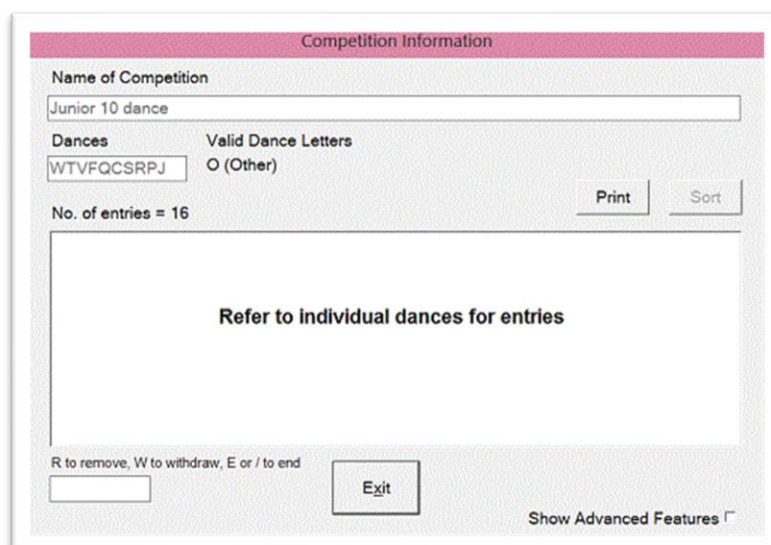 Competition Information
Name of Competition
Junior 10 dance
Dances
Valid Dance Letters
WTVFQCSRPJ
O (Other)
No. of entries = 16
Print
Sort
Refer to individual dances for entries
R to remove, W to withdraw, E or / to end
Exit
Show Advanced Features